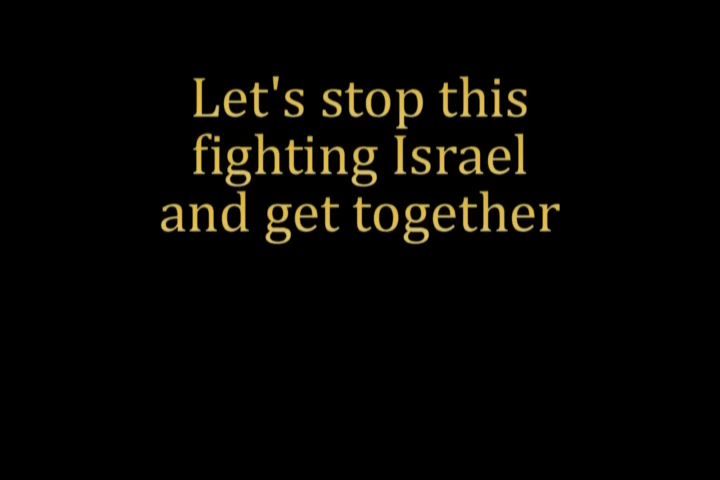 Let's stop this
fighting Israel
and get together